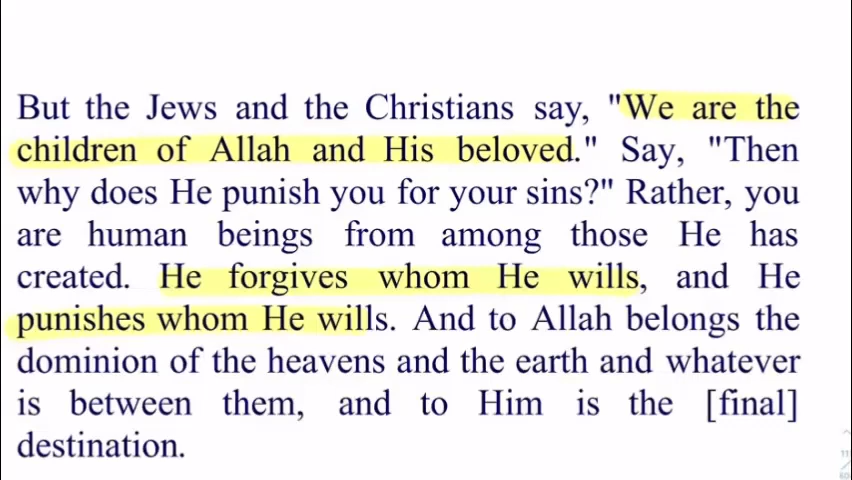 But the Jews and the Christians say, "We are the
children of Allah and His beloved." Say, "Then
why does He punish you for your sins?" Rather, you
are human beings from among those He has
created. He forgives whom He wills, and He
punishes whom He wills. And to Allah belongs the
dominion of the heavens and the earth and whatever
is between them, and to Him is the [final]
destination.